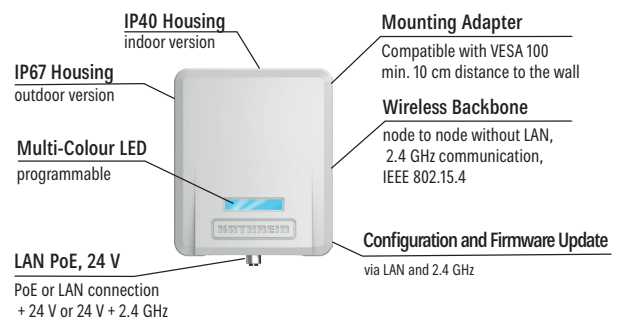 IP40 Housing
indoor version
IP67 Housing
outdoor version
Multi-Colour LED
programmable
LAN PoE, 24 V
PoE or LAN connection
+ 24 V or 24 V + 2.4 GHz
Mounting Adapter
Compatible with VESA 100
min. 10 cm distance to the wall
Wireless Backbone
node to node without LAN,
2.4 GHz communication,
IEEE 802.15.4
Configuration and Firmware Update
via LAN and 2.4 GHz
KATHREIN